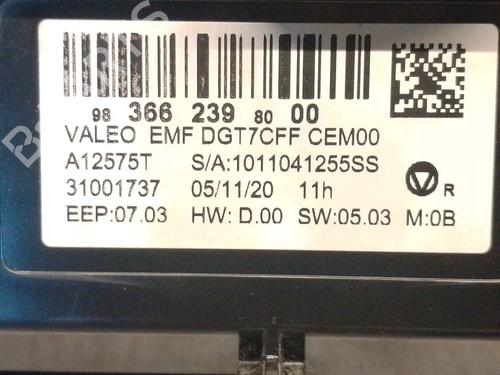 98 366 239 80 00
VALEO EMF DGT7CFF CEM00
A12575T S/A:1011041255SS
31001737 05/11/20 11h R
EEP:07.03 HW: D.00 SW:05.03 M:0B